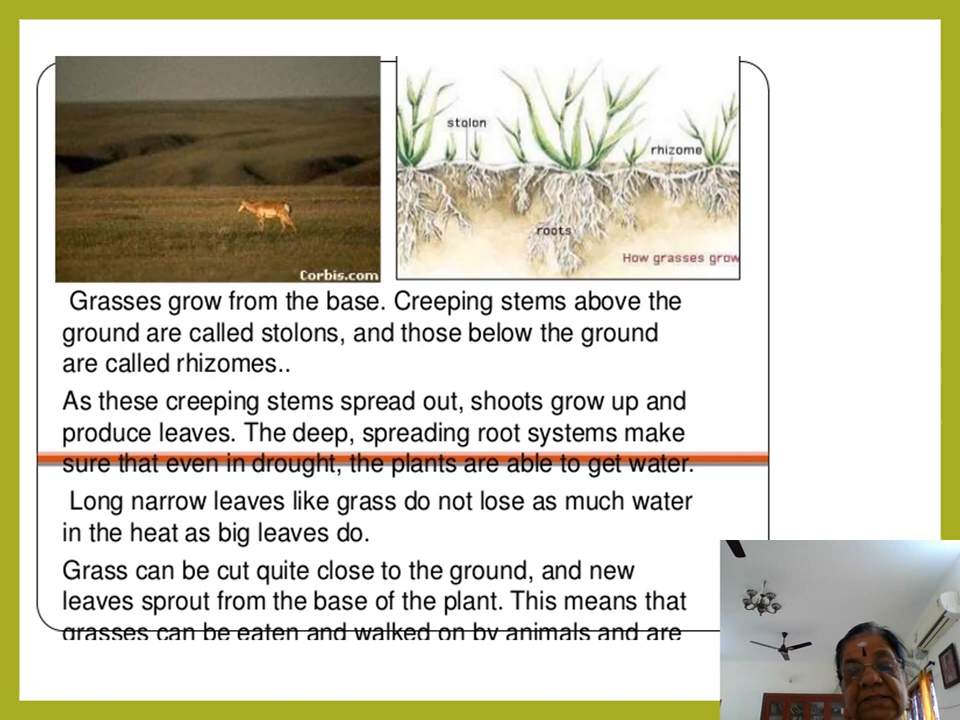 Corbis.com
stolon
rhizome
roots
How grasses grow
Grasses grow from the base. Creeping stems above the
ground are called stolons, and those below the ground
are called rhizomes..
As these creeping stems spread out, shoots grow up and
produce leaves. The deep, spreading root systems make
sure that even in drought, the plants are able to get water.
Long narrow leaves like grass do not lose as much water
in the heat as big leaves do.
Grass can be cut quite close to the ground, and new
leaves sprout from the base of the plant. This means that
grasses can be eaten and walked on by animals and are